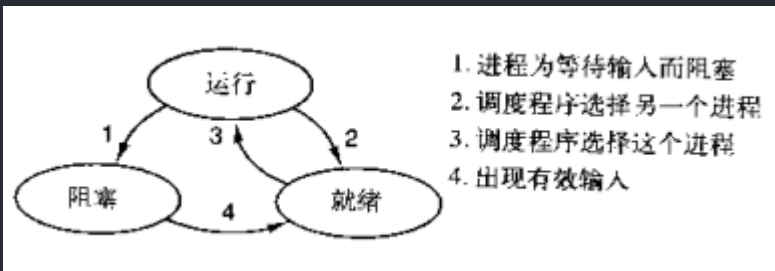 运行
1
3
2
阻塞
4
就绪
1. 进程为等待输入而阻塞
2. 调度程序选择另一个进程
3. 调度程序选择这个进程
4. 出现有效输入